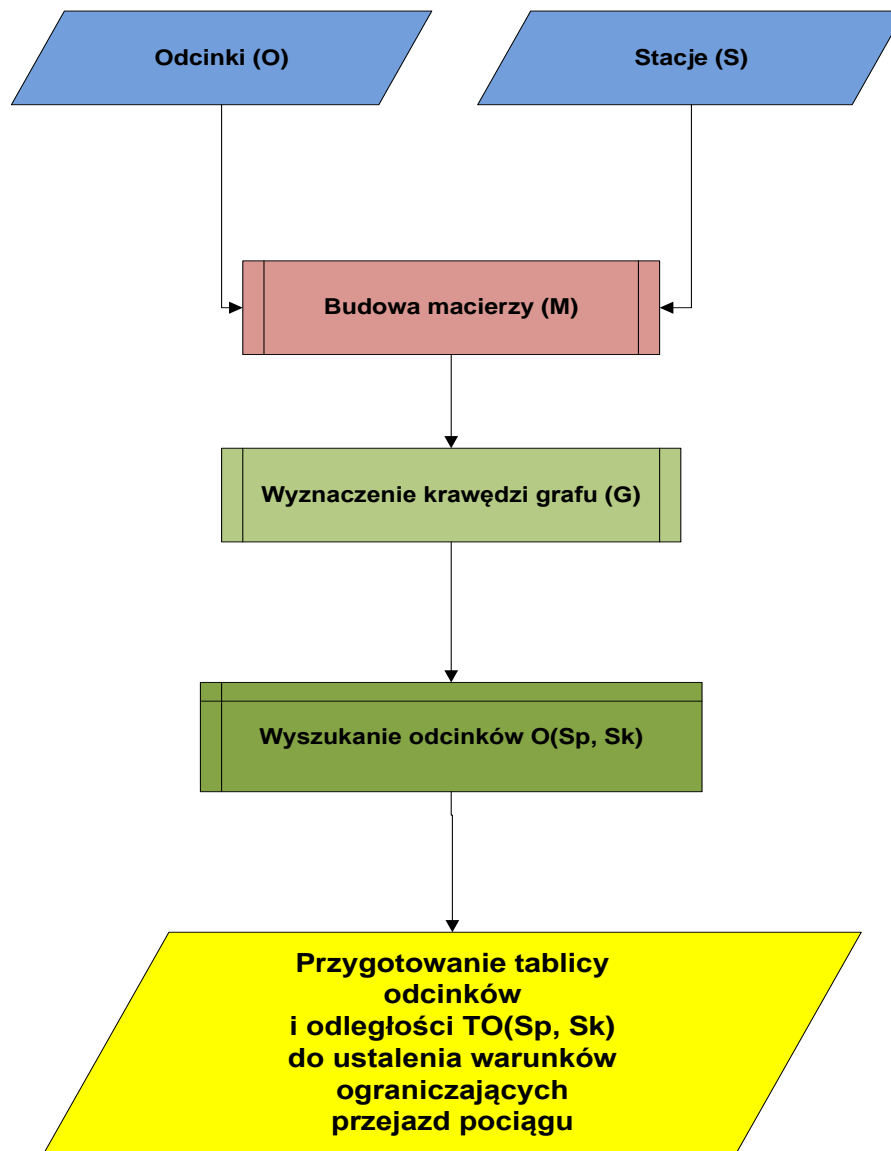 Odcinki (O)
Stacje (S)
Budowa macierzy (M)
Wyznaczenie krawędzi grafu (G)
Wyszukanie odcinków O(Sp, Sk)
Przygotowanie tablicy
odcinków
i odległości TO(Sp, Sk)
do ustalenia warunków
ograniczających
przejazd pociągu